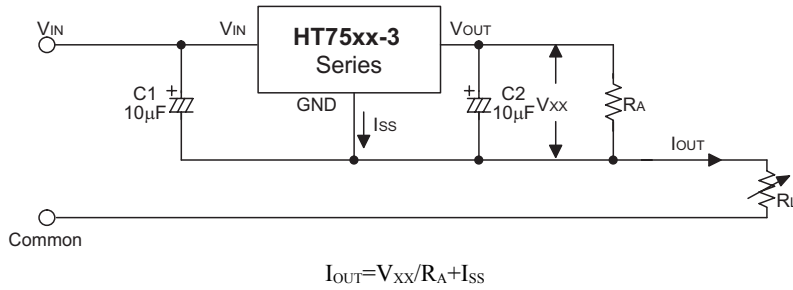 VIN
VIN
HT75xx-3
Series
VOUT
C1
10μF
GND
ISS
C2
10μF
VXX
RA
IOUT
RL
Common
IOUT=VXX/RA+ISS